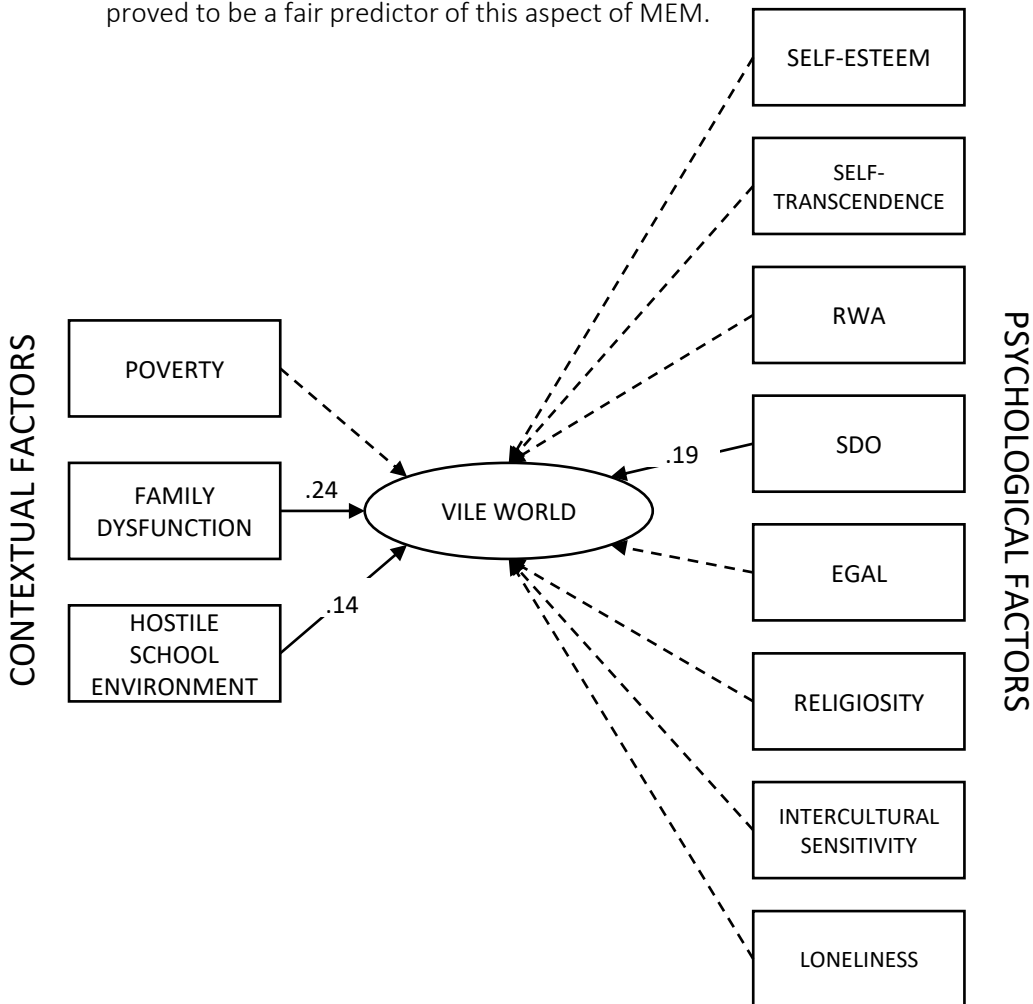 proved to be a fair predictor of this aspect of MEM.
CONTEXTUAL FACTORS
POVERTY
FAMILY
DYSFUNCTION
HOSTILE
SCHOOL
ENVIRONMENT
.24
.14
VILE WORLD
.19
SELF-ESTEEM
SELF-
TRANSCENDENCE
RWA
SDO
EGAL
RELIGIOSITY
INTERCULTURAL
SENSITIVITY
LONELINESS
PSYCHOLOGICAL FACTORS